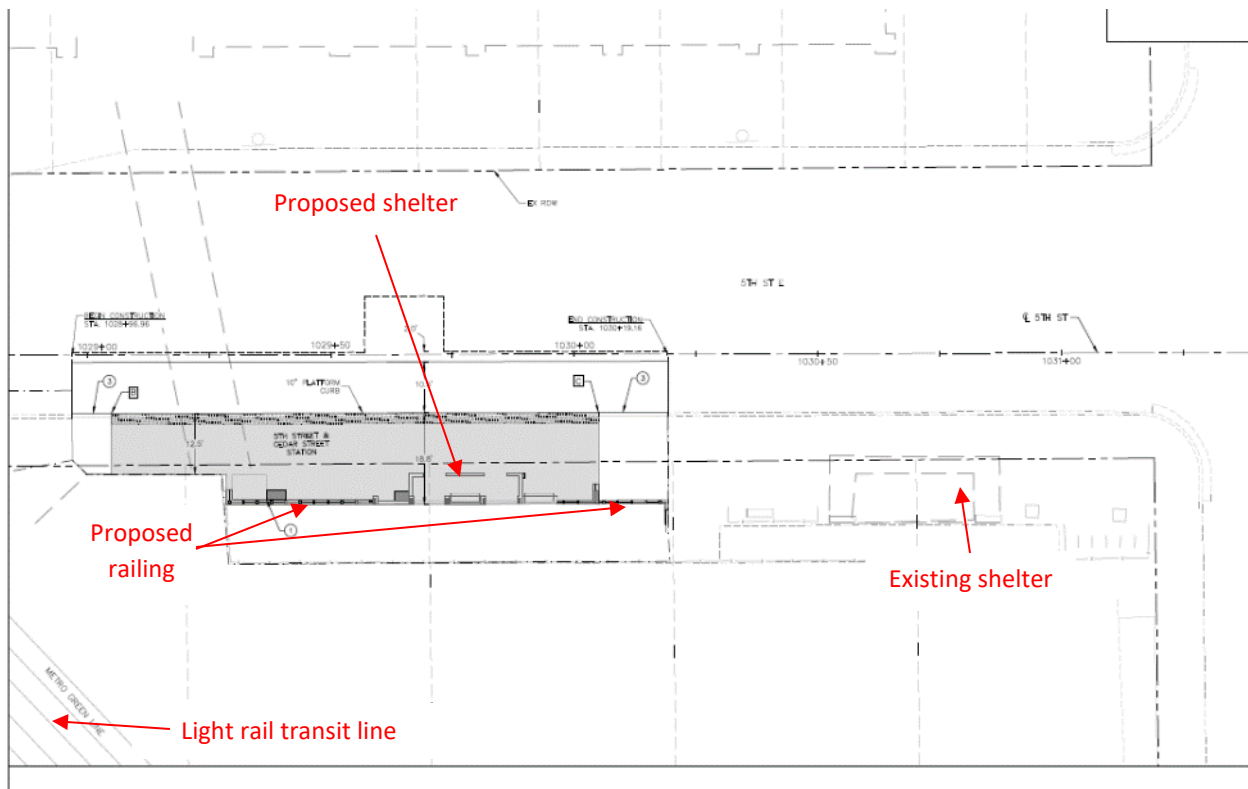 Proposed shelter
EX ROW
5TH ST E
BEGIN CONSTRUCTION
STA. 1028+96.96
END CONSTRUCTION
STA. 1030+19.16
℄ 5TH ST
1029+00
1029+50
1030+00
1030+50
1031+00
3
B
10" PLATFORM
CURB
C
3
12.5'
5TH STREET &
CEDAR STREET
STATION
18.8'
1
Proposed
railing
Existing shelter
METRO GREEN LINE
Light rail transit line